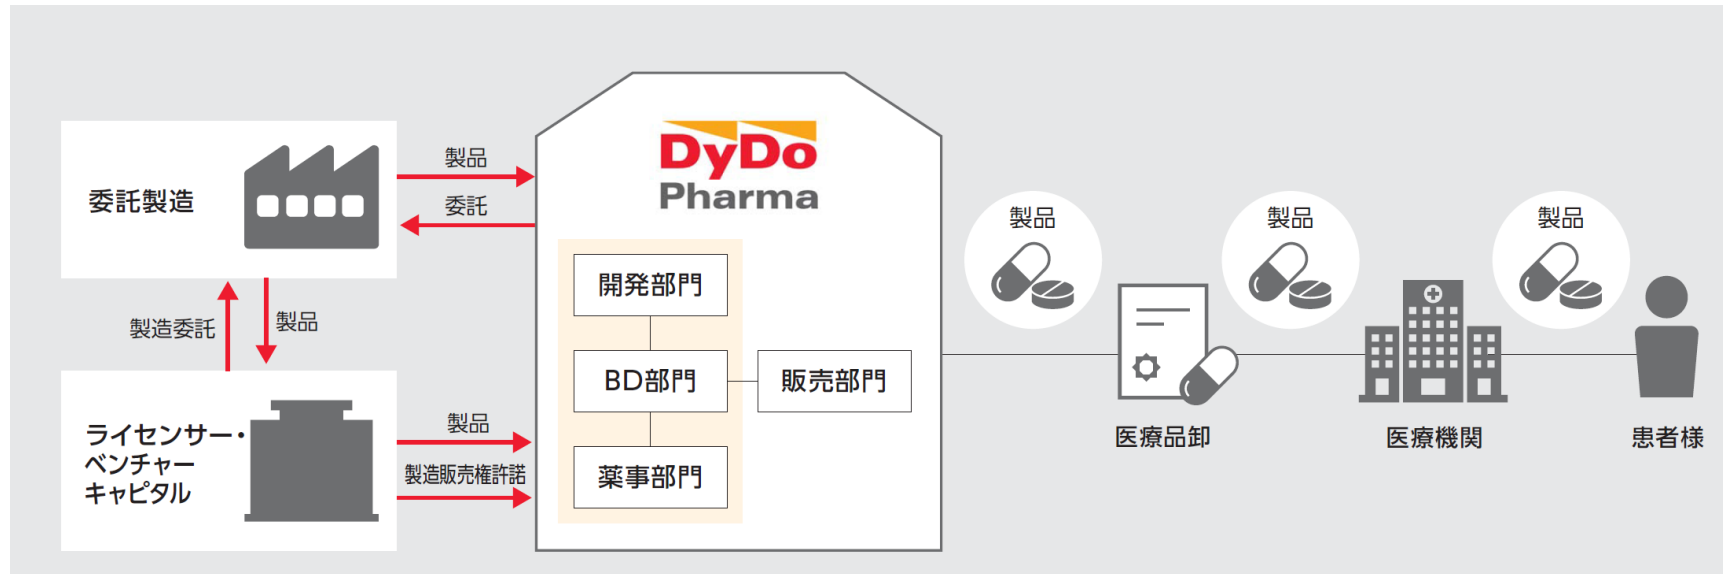 委託製造
製品
委託
製造委託
製品
ライセンサー・
ベンチャー
キャピタル
製品
製造販売権許諾
DyDo
Pharma
開発部門
BD部門
販売部門
薬事部門
製品
製品
製品
医療品卸
医療機関
患者様